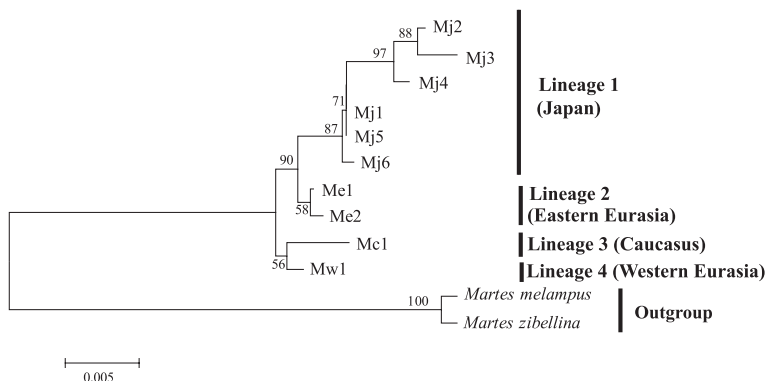 Mj2
88
Mj3
97
Mj4
Lineage 1
(Japan)
71
Mj1
87
Mj5
90
Mj6
Me1
Lineage 2
58
Me2
(Eastern Eurasia)
Mc1
Lineage 3 (Caucasus)
56
Mw1
Lineage 4 (Western Eurasia)
100
Martes melampus
Outgroup
Martes zibellina
0.005